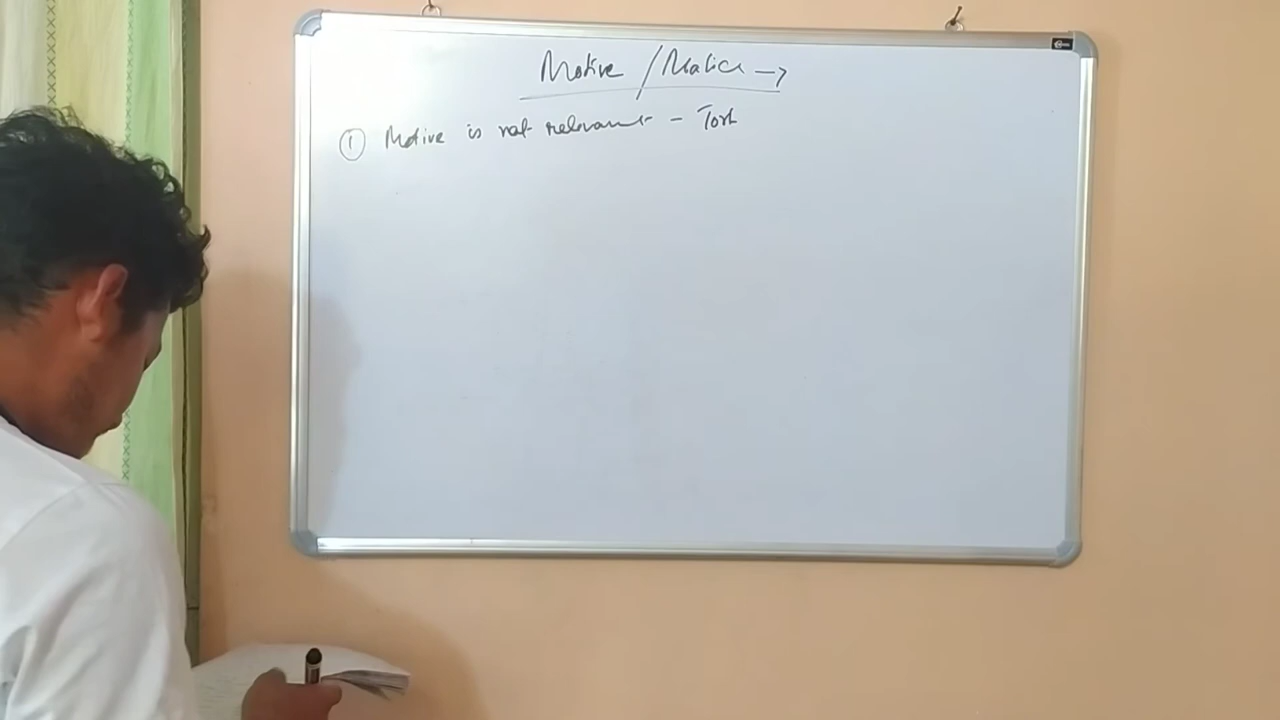 Motive / Malice →
① Motive is not relevant - Tort